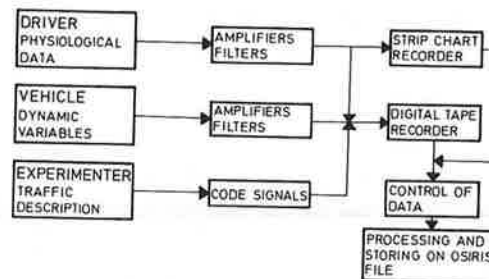 DRIVER
PHYSIOLOGICAL
DATA
AMPLIFIERS
FILTERS
STRIP CHART
RECORDER
VEHICLE
DYNAMIC
VARIABLES
AMPLIFIERS
FILTERS
DIGITAL TAPE
RECORDER
EXPERIMENTER
TRAFFIC
DESCRIPTION
CODE SIGNALS
CONTROL OF
DATA
PROCESSING AND
STORING ON OSIRIS
FILE